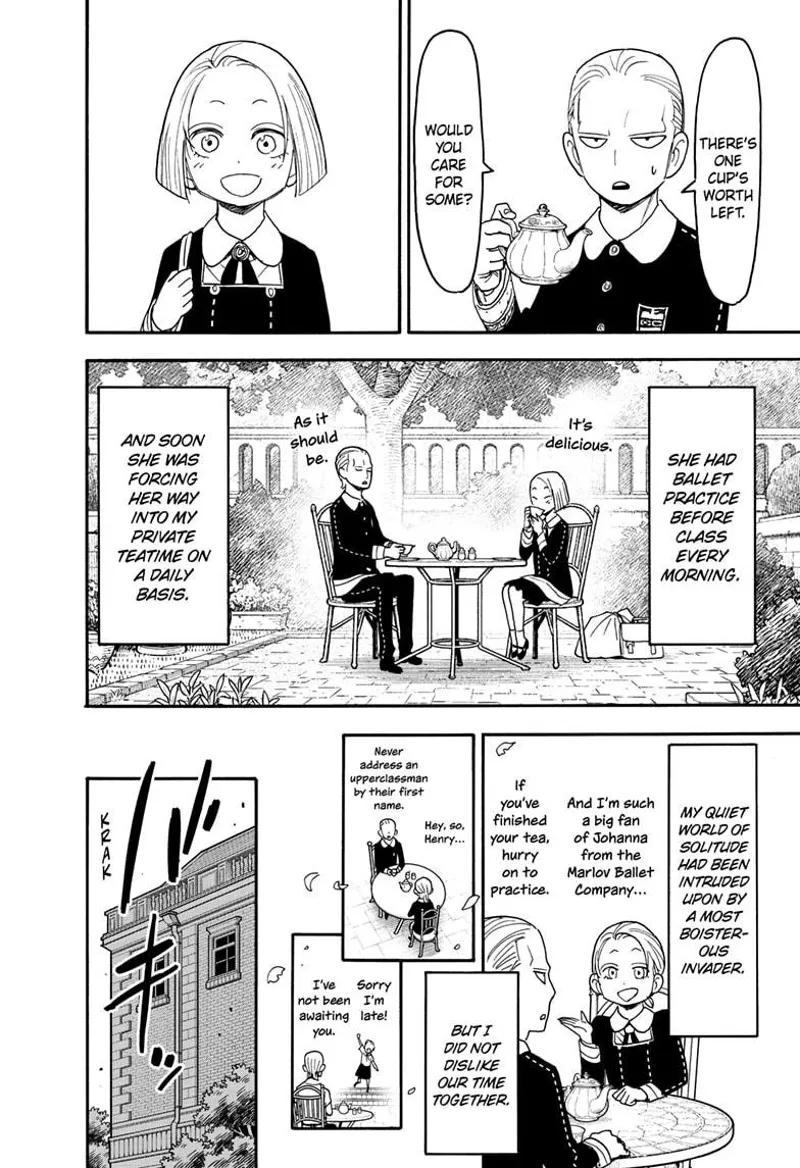 THERE'S
ONE
CUP'S
WORTH
LEFT.
WOULD
YOU
CARE
FOR
SOME?
SHE HAD
BALLET
PRACTICE
BEFORE
CLASS
EVERY
MORNING.
It's
delicious.
As it
should
be.
AND SOON
SHE WAS
FORCING
HER WAY
INTO MY
PRIVATE
TEATIME ON
A DAILY
BASIS.
MY QUIET
WORLD OF
SOLITUDE
HAD BEEN
INTRUDED
UPON BY
A MOST
BOISTER-
OUS
INVADER.
And I'm such
a big fan
of Johanna
from the
Marlov Ballet
Company...
If
you've
finished
your tea,
hurry
on to
practice.
Hey, so,
Henry...
Never
address an
upperclassman
by their first
name.
Sorry
I'm
late!
I've
not been
awaiting
you.
BUT I
DID NOT
DISLIKE
OUR TIME
TOGETHER.
KRAK
キッ